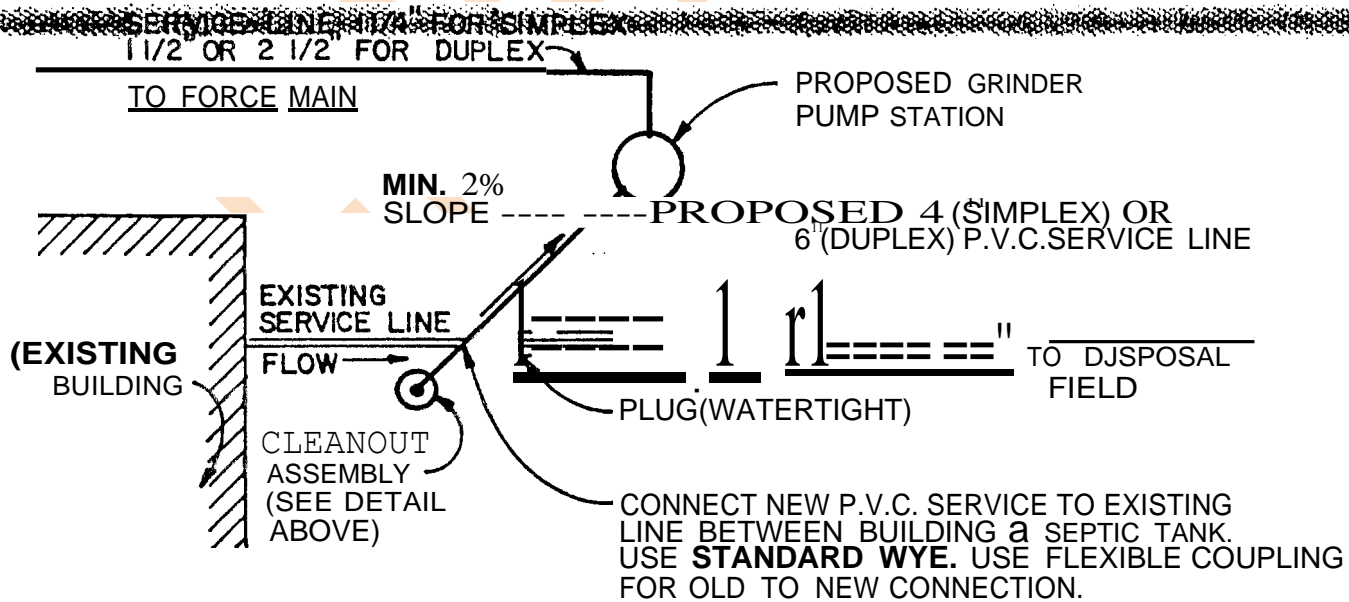 SERVICE LINE 1 1/4" FOR SIMPLEX
1 1/2" OR 2 1/2" FOR DUPLEX
TO FORCE MAIN
PROPOSED GRINDER
PUMP STATION
MIN. 2%
SLOPE ---- ----PROPOSED 4" (SIMPLEX) OR
6" (DUPLEX) P.V.C.SERVICE LINE
EXISTING
SERVICE LINE
FLOW
(EXISTING
BUILDING
TO DJSPOSAL
FIELD
PLUG(WATERTIGHT)
CLEANOUT
ASSEMBLY
(SEE DETAIL
ABOVE)
CONNECT NEW P.V.C. SERVICE TO EXISTING
LINE BETWEEN BUILDING a SEPTIC TANK.
USE STANDARD WYE. USE FLEXIBLE COUPLING
FOR OLD TO NEW CONNECTION.